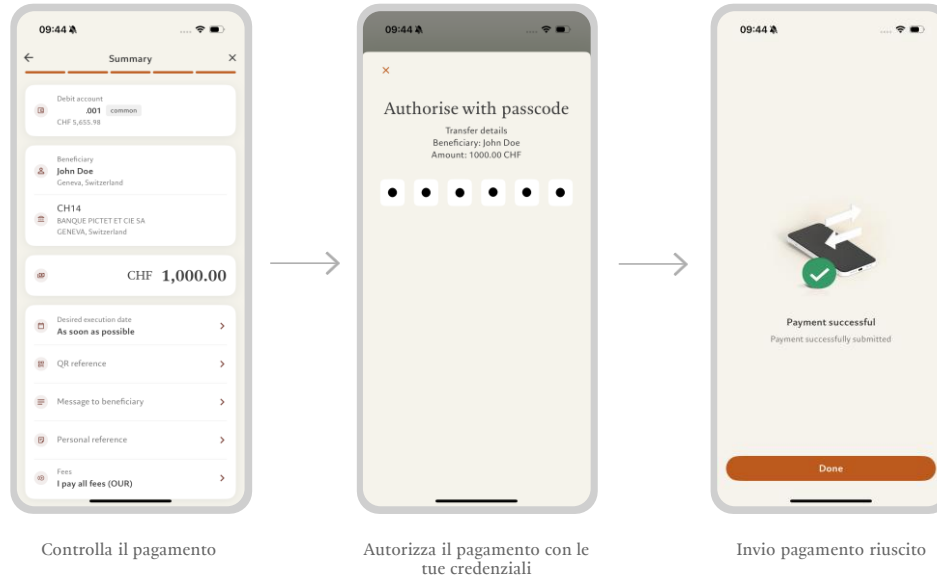 09:44
Summary
Debit account
.001 common
CHF 5,655.98
Beneficiary
John Doe
Geneva, Switzerland
CH14
BANQUE PICTET ET CIE SA
GENEVA, Switzerland
CHF 1,000.00
Desired execution date
As soon as possible
QR reference
Message to beneficiary
Personal reference
Fees
I pay all fees (OUR)
Controlla il pagamento
09:44
Authorise with passcode
Transfer details
Beneficiary: John Doe
Amount: 1000.00 CHF
Autorizza il pagamento con le
tue credenziali
09:44
Payment successful
Payment successfully submitted
Done
Invio pagamento riuscito